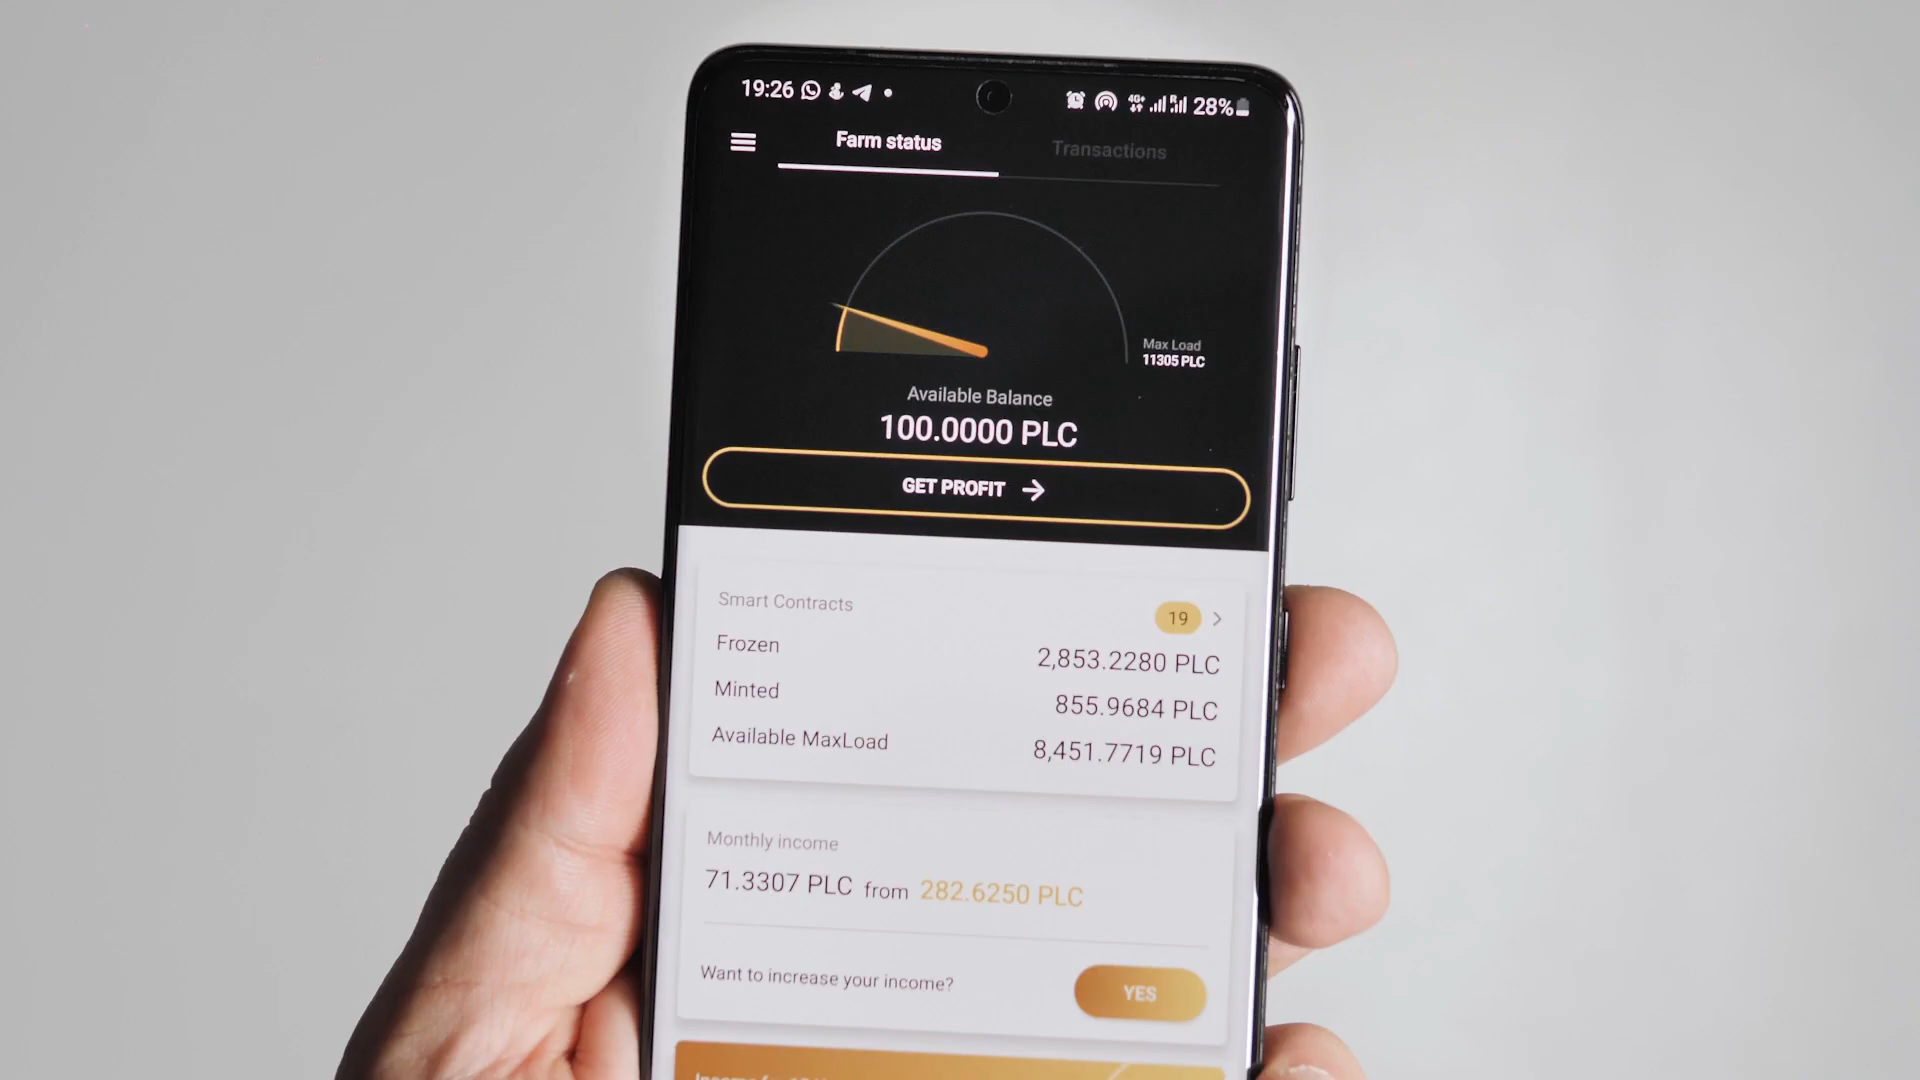 19:26
4G+ R 28%
Farm status
Transactions
Max Load
11305 PLC
Available Balance
100.0000 PLC
GET PROFIT →
Smart Contracts 19 >
Frozen 2,853.2280 PLC
Minted 855.9684 PLC
Available MaxLoad 8,451.7719 PLC
Monthly income
71.3307 PLC from 282.6250 PLC
Want to increase your income? YES